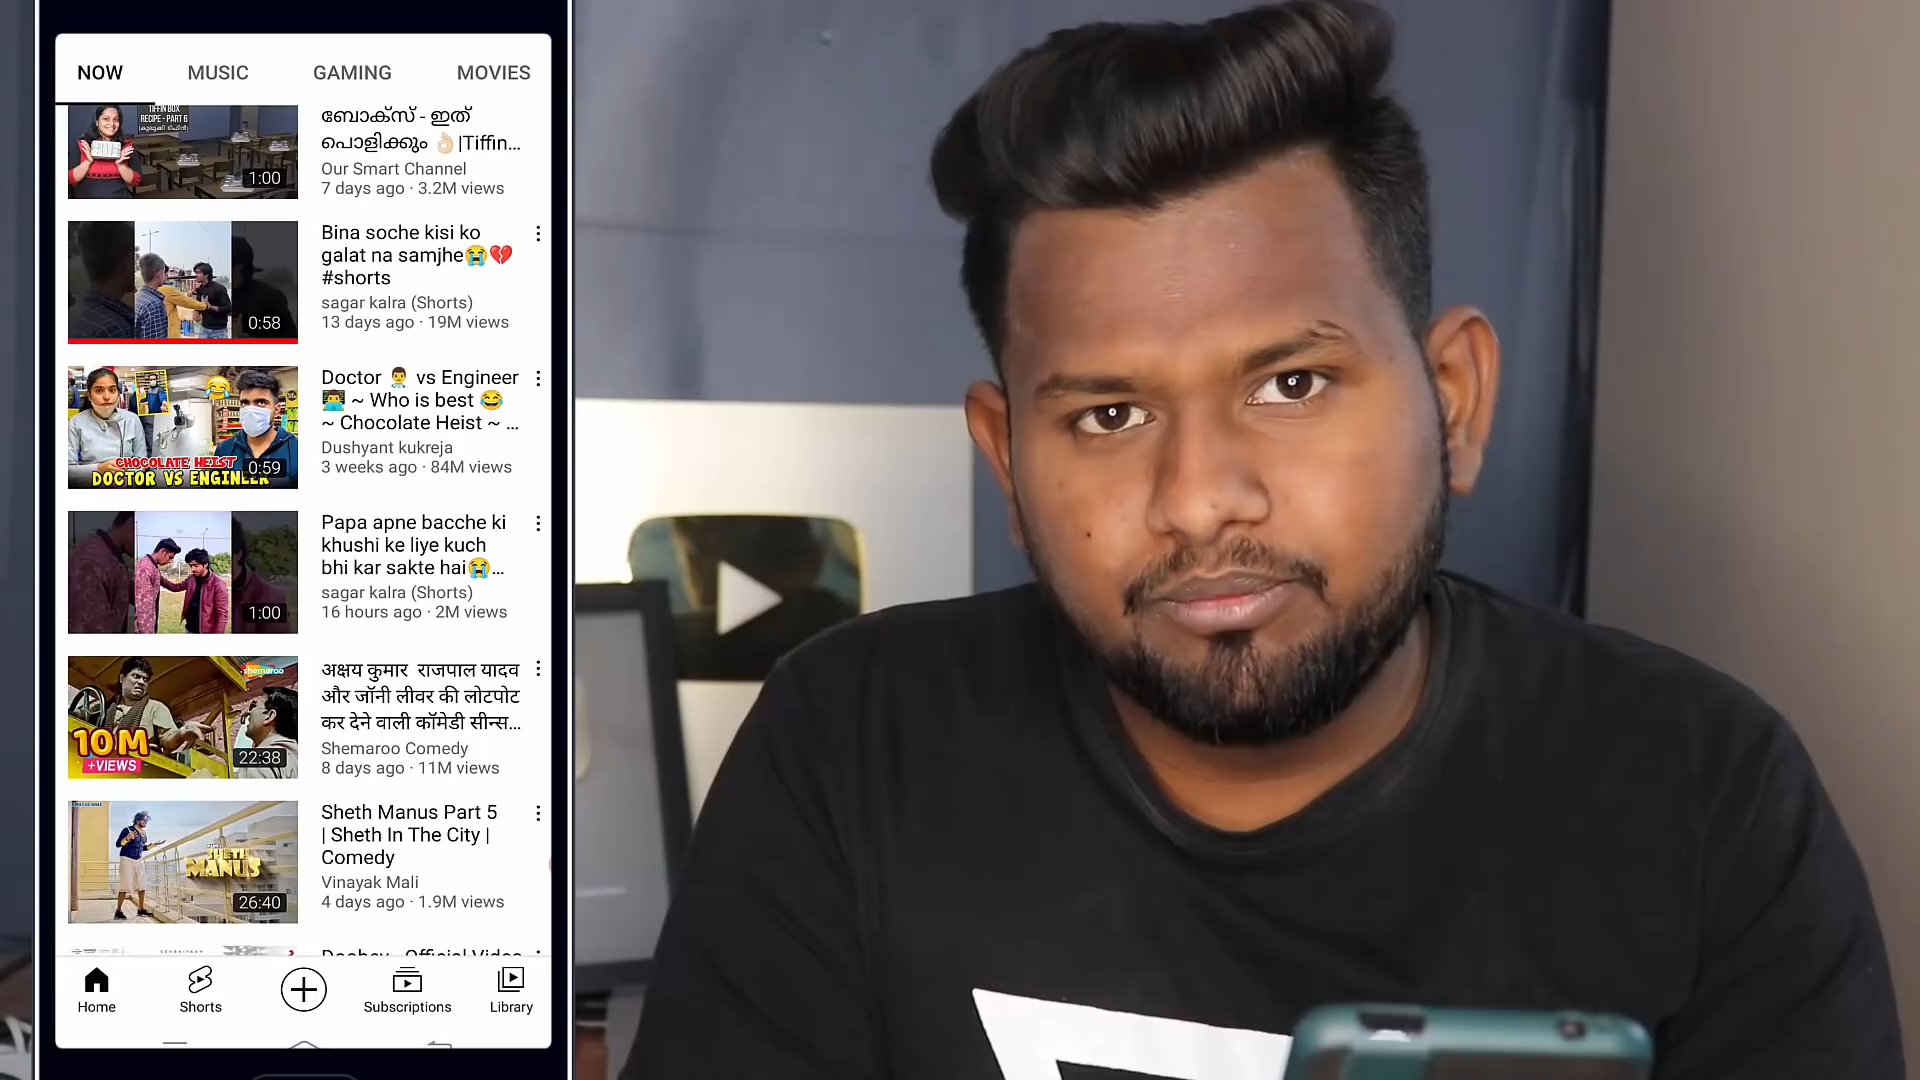 NOW MUSIC GAMING MOVIES
TIFFIN BOX
RECIPE - PART 6
1:00
ബോക്സ് - ഇത്
പൊളിക്കും 👌🏻|Tiffin...
Our Smart Channel
7 days ago · 3.2M views
0:58
Bina soche kisi ko
galat na samjhe😭💔
#shorts
sagar kalra (Shorts)
13 days ago · 19M views
CHOCOLATE HEIST
DOCTOR VS ENGINEER
0:59
Doctor 👨‍⚕️ vs Engineer
👨‍💻 ~ Who is best 😂
~ Chocolate Heist ~ ...
Dushyant kukreja
3 weeks ago · 84M views
1:00
Papa apne bacche ki
khushi ke liye kuch
bhi kar sakte hai😭...
sagar kalra (Shorts)
16 hours ago · 2M views
shemaroo
10M
+VIEWS
22:38
अक्षय कुमार राजपाल यादव
और जॉनी लीवर की लोटपोट
कर देने वाली कॉमेडी सीन्स...
Shemaroo Comedy
8 days ago · 11M views
SHETH
MANUS
26:40
Sheth Manus Part 5
| Sheth In The City |
Comedy
Vinayak Mali
4 days ago · 1.9M views
Home Shorts Subscriptions Library